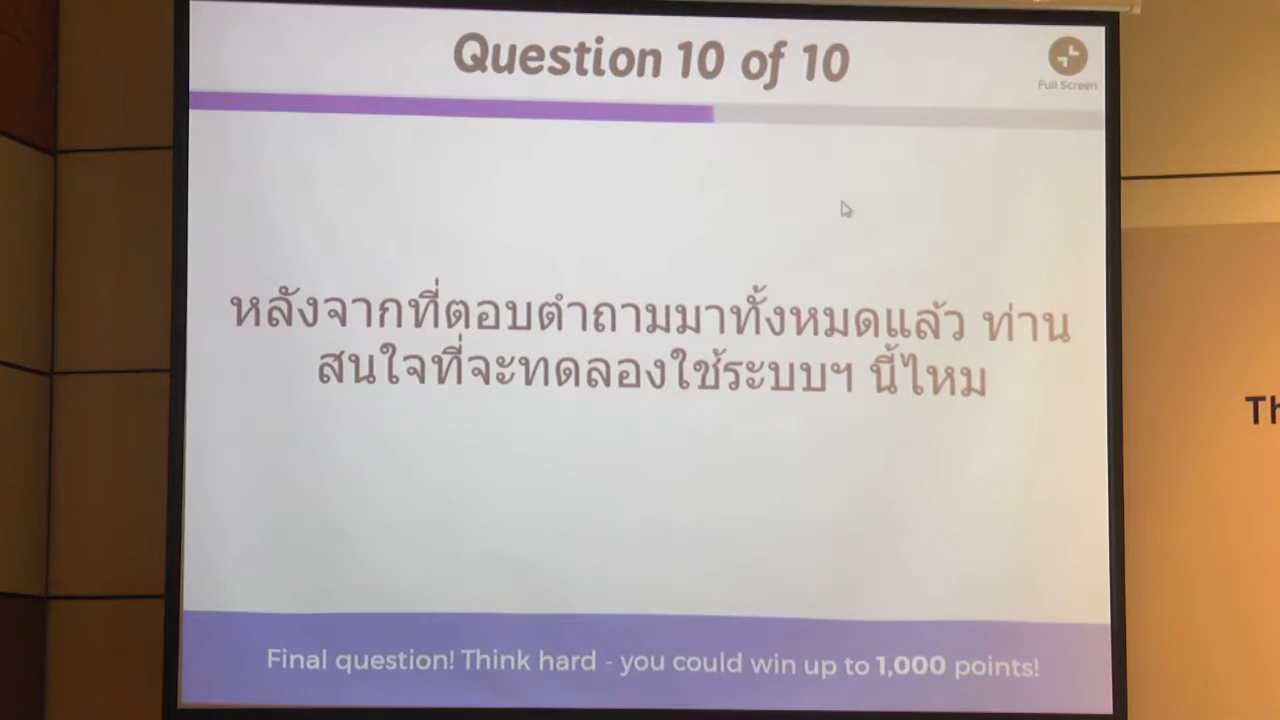 Question 10 of 10
Full Screen
หลังจากที่ตอบตำถามมาทั้งหมดแล้ว ท่าน
สนใจที่จะทดลองใช้ระบบฯ นี้ไหม
Final question! Think hard - you could win up to 1,000 points!